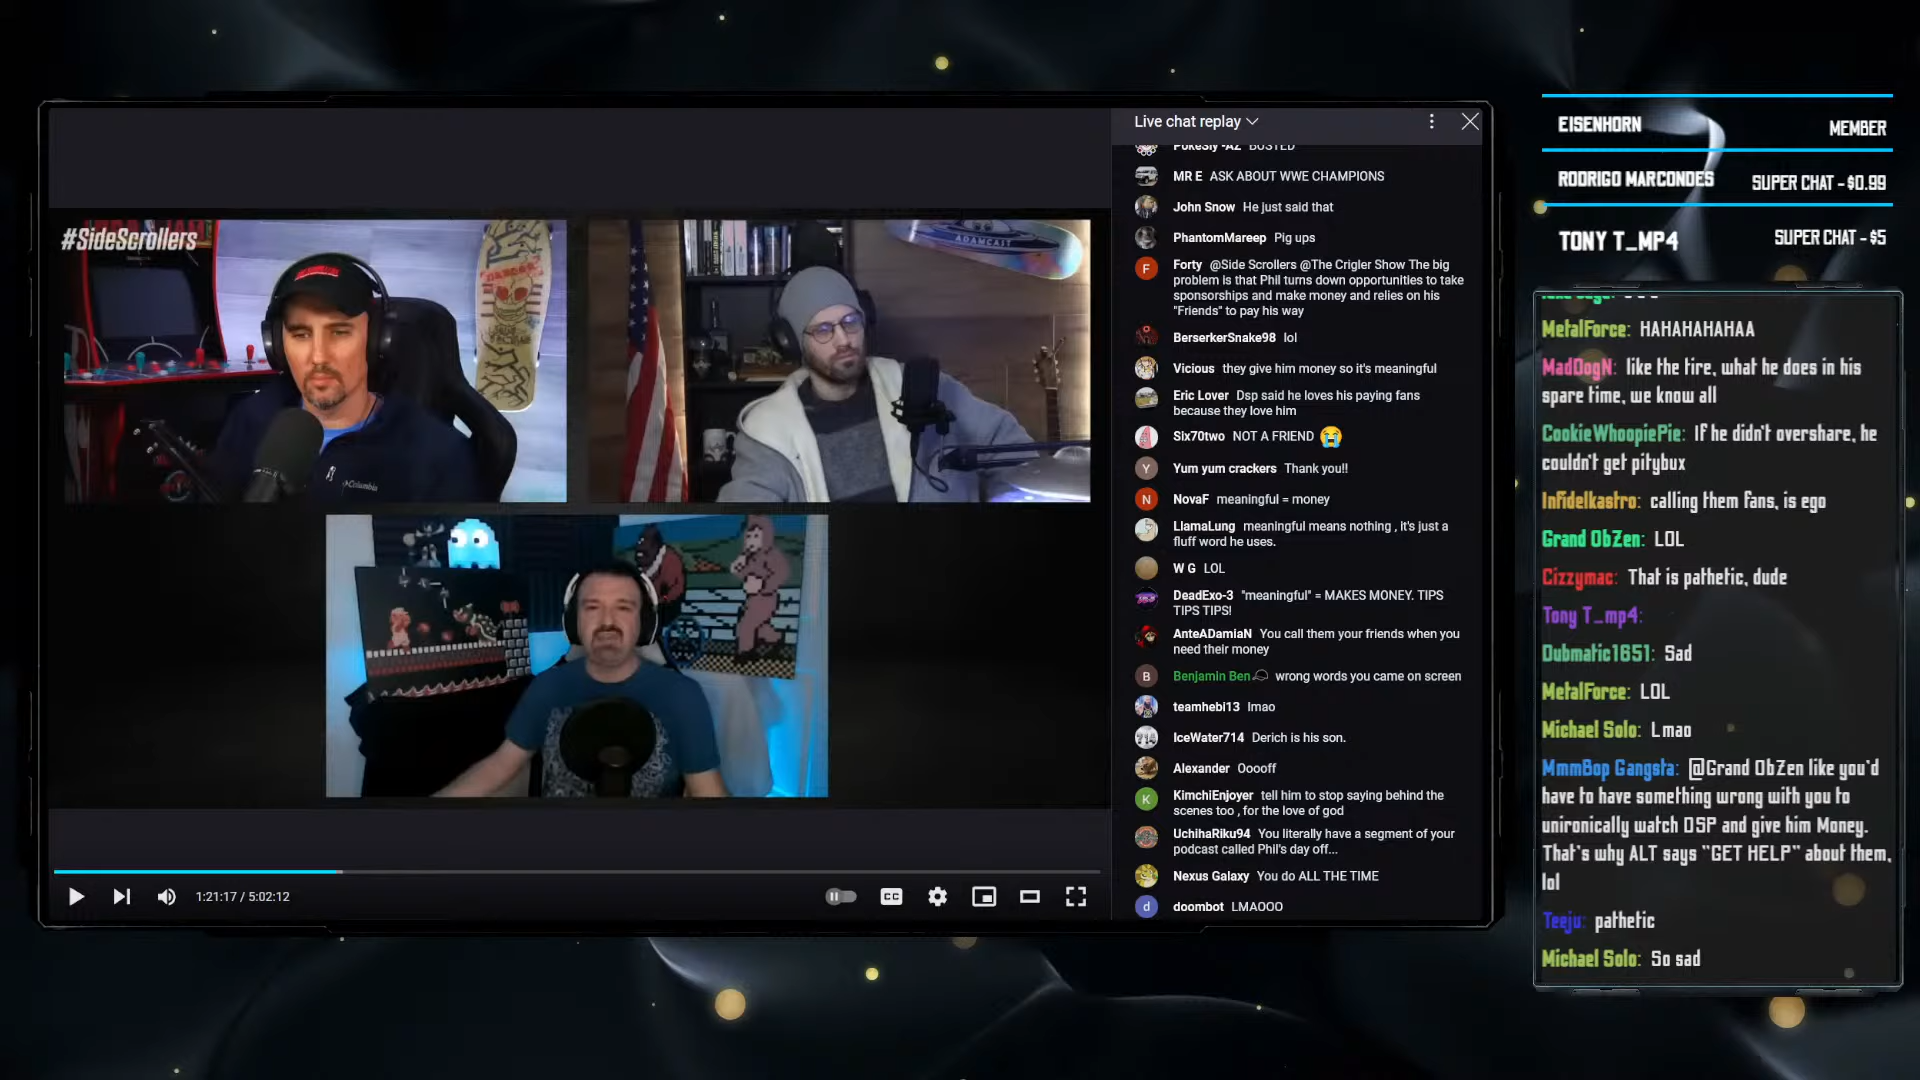 #SideScrollers
ADAMCAST
Columbia
1:21:17 / 5:02:12
CC
Live chat replay
PokeSly -AZ BUSTED
MR E ASK ABOUT WWE CHAMPIONS
John Snow He just said that
PhantomMareep Pig ups
F
Forty @Side Scrollers @The Crigler Show The big
problem is that Phil turns down opportunities to take
sponsorships and make money and relies on his
"Friends" to pay his way
BerserkerSnake98 lol
Vicious they give him money so it's meaningful
Eric Lover Dsp said he loves his paying fans
because they love him
Six70two NOT A FRIEND 😭
Y
Yum yum crackers Thank you!!
N
NovaF meaningful = money
LlamaLung meaningful means nothing , it's just a
fluff word he uses.
W G LOL
DeadExo-3 "meaningful" = MAKES MONEY. TIPS
TIPS TIPS!
AnteADamiaN You call them your friends when you
need their money
B
Benjamin Ben wrong words you came on screen
teamhebi13 lmao
IceWater714 Derich is his son.
Alexander Ooooff
K
KimchiEnjoyer tell him to stop saying behind the
scenes too , for the love of god
UchihaRiku94 You literally have a segment of your
podcast called Phil's day off...
Nexus Galaxy You do ALL THE TIME
d
doombot LMAOOO
EISENHORN
MEMBER
RODRIGO MARCONDES
SUPER CHAT - $0.99
TONY T_MP4
SUPER CHAT - $5
MetalForce: HAHAHAHAHAA
MadDogN: like the tire, what he does in his
spare time, we know all
CookieWhoopiePie: If he didn't overshare, he
couldn't get pitybux
Infidelkastro: calling them fans, is ego
Grand ObZen: LOL
Cizzymac: That is pathetic, dude
Tony T_mp4:
Dubmatic1651: Sad
MetalForce: LOL
Michael Solo: Lmao
MmmBop Gangsta: @Grand ObZen like you'd
have to have something wrong with you to
unironically watch DSP and give him Money.
That's why ALT says "GET HELP" about them,
lol
Teeju: pathetic
Michael Solo: So sad